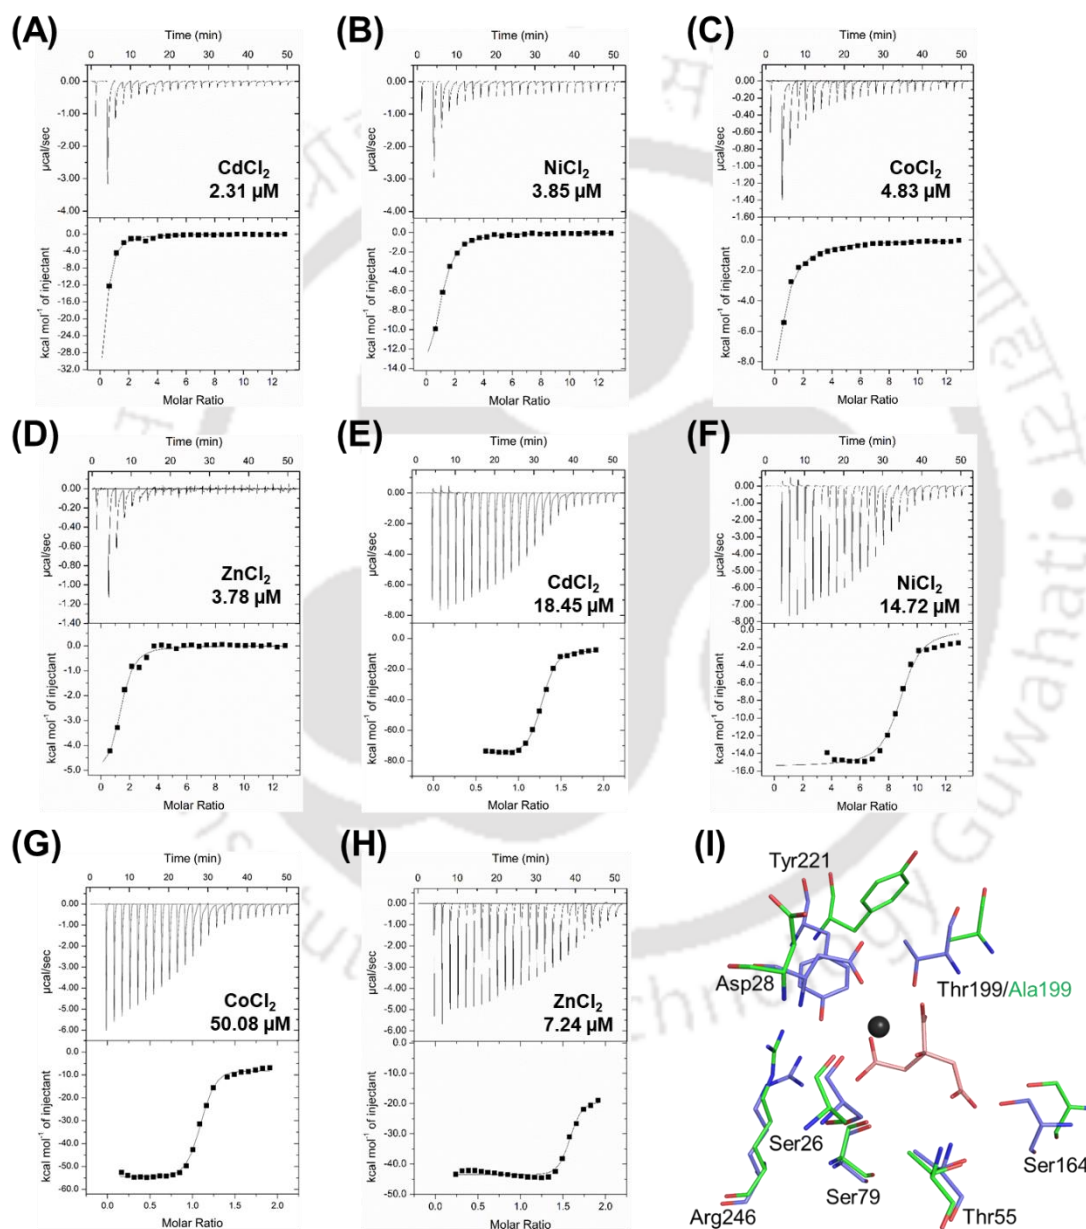 (A)
Time (min)
0 10 20 30 40 50
0.00
-1.00
-2.00
-3.00
-4.00
µcal/sec
CdCl2
2.31 µM
0.0
-4.0
-8.0
-12.0
-16.0
-20.0
-24.0
-28.0
-32.0
kcal mol-1 of injectant
0 2 4 6 8 10 12
Molar Ratio
(B)
Time (min)
0 10 20 30 40 50
0.00
-1.00
-2.00
-3.00
-4.00
µcal/sec
NiCl2
3.85 µM
0.0
-2.0
-4.0
-6.0
-8.0
-10.0
-12.0
-14.0
kcal mol-1 of injectant
0 2 4 6 8 10 12
Molar Ratio
(C)
Time (min)
0 10 20 30 40 50
0.00
-0.20
-0.40
-0.60
-0.80
-1.00
-1.20
-1.40
-1.60
µcal/sec
CoCl2
4.83 µM
0.0
-2.0
-4.0
-6.0
-8.0
kcal mol-1 of injectant
0 2 4 6 8 10 12
Molar Ratio
(D)
Time (min)
0 10 20 30 40 50
0.00
-0.20
-0.40
-0.60
-0.80
-1.00
-1.20
-1.40
µcal/sec
ZnCl2
3.78 µM
0.0
-1.0
-2.0
-3.0
-4.0
-5.0
kcal mol-1 of injectant
0 2 4 6 8 10 12
Molar Ratio
(E)
Time (min)
0 10 20 30 40 50
0.00
-2.00
-4.00
-6.00
-8.00
µcal/sec
CdCl2
18.45 µM
0.0
-20.0
-40.0
-60.0
-80.0
kcal mol-1 of injectant
0.0 0.5 1.0 1.5 2.0
Molar Ratio
(F)
Time (min)
0 10 20 30 40 50
0.00
-1.00
-2.00
-3.00
-4.00
-5.00
-6.00
-7.00
-8.00
µcal/sec
NiCl2
14.72 µM
0.0
-2.0
-4.0
-6.0
-8.0
-10.0
-12.0
-14.0
-16.0
kcal mol-1 of injectant
0 2 4 6 8 10 12
Molar Ratio
(G)
Time (min)
0 10 20 30 40 50
0.00
-1.00
-2.00
-3.00
-4.00
-5.00
-6.00
µcal/sec
CoCl2
50.08 µM
0.0
-10.0
-20.0
-30.0
-40.0
-50.0
-60.0
kcal mol-1 of injectant
0.0 0.5 1.0 1.5 2.0
Molar Ratio
(H)
Time (min)
0 10 20 30 40 50
0.00
-1.00
-2.00
-3.00
-4.00
-5.00
-6.00
µcal/sec
ZnCl2
7.24 µM
-10.0
-20.0
-30.0
-40.0
-50.0
kcal mol-1 of injectant
0.0 0.5 1.0 1.5 2.0
Molar Ratio
(I)
Tyr221
Asp28
Thr199/Ala199
Ser26
Ser164
Ser79
Arg246
Thr55
Technology Guwahati